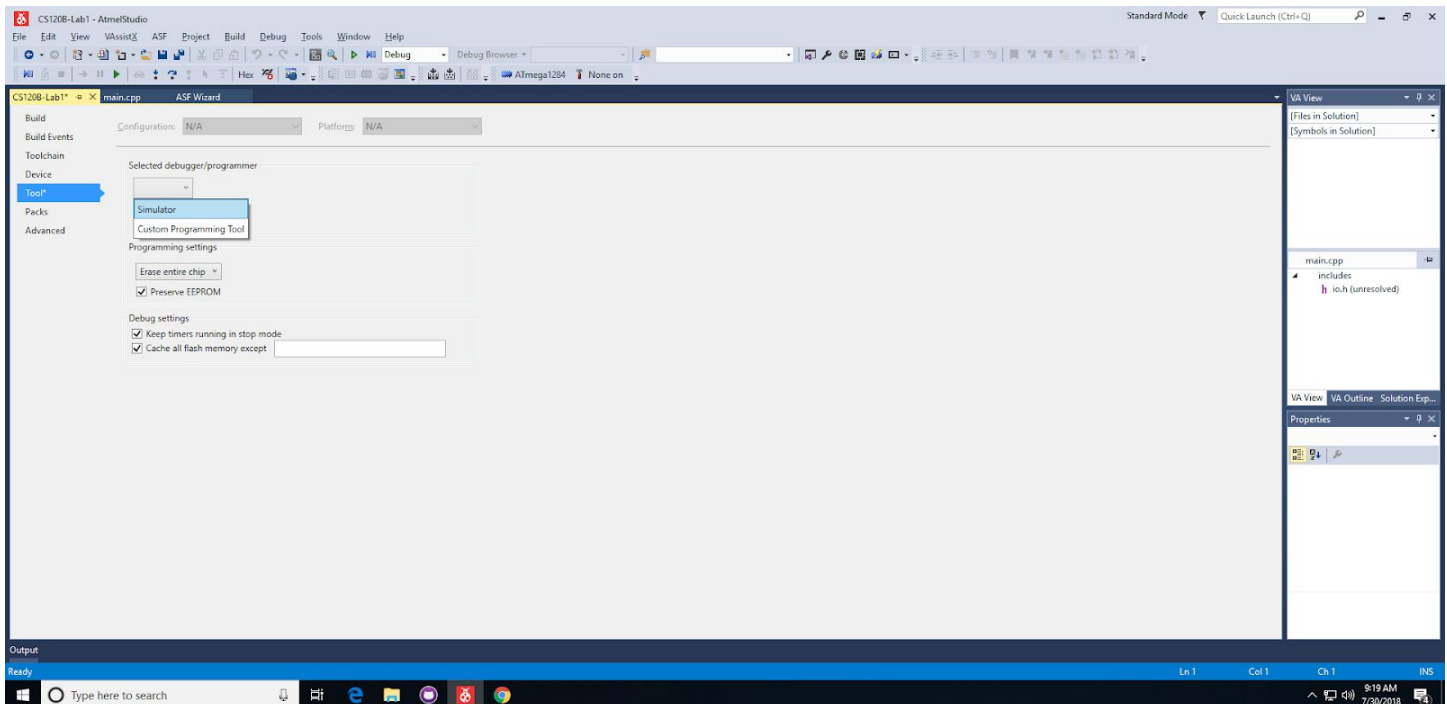 CS120B-Lab1 - AtmelStudio
Standard Mode Quick Launch (Ctrl+Q)
File Edit View VAssistX ASF Project Build Debug Tools Window Help
Debug Debug Browser
Hex ATmega1284 None on
CS120B-Lab1* main.cpp ASF Wizard
VA View
Build
Configuration: N/A Platform: N/A
[Files in Solution]
Build Events
[Symbols in Solution]
Toolchain
Selected debugger/programmer
Device
Tool*
Simulator
Packs
Custom Programming Tool
Advanced
Programming settings
Erase entire chip
Preserve EEPROM
Debug settings
Keep timers running in stop mode
Cache all flash memory except
main.cpp
includes
h io.h (unresolved)
VA View VA Outline Solution Exp...
Properties
Output
Ready Ln 1 Col 1 Ch 1 INS
Type here to search
9:19 AM
7/30/2018
4